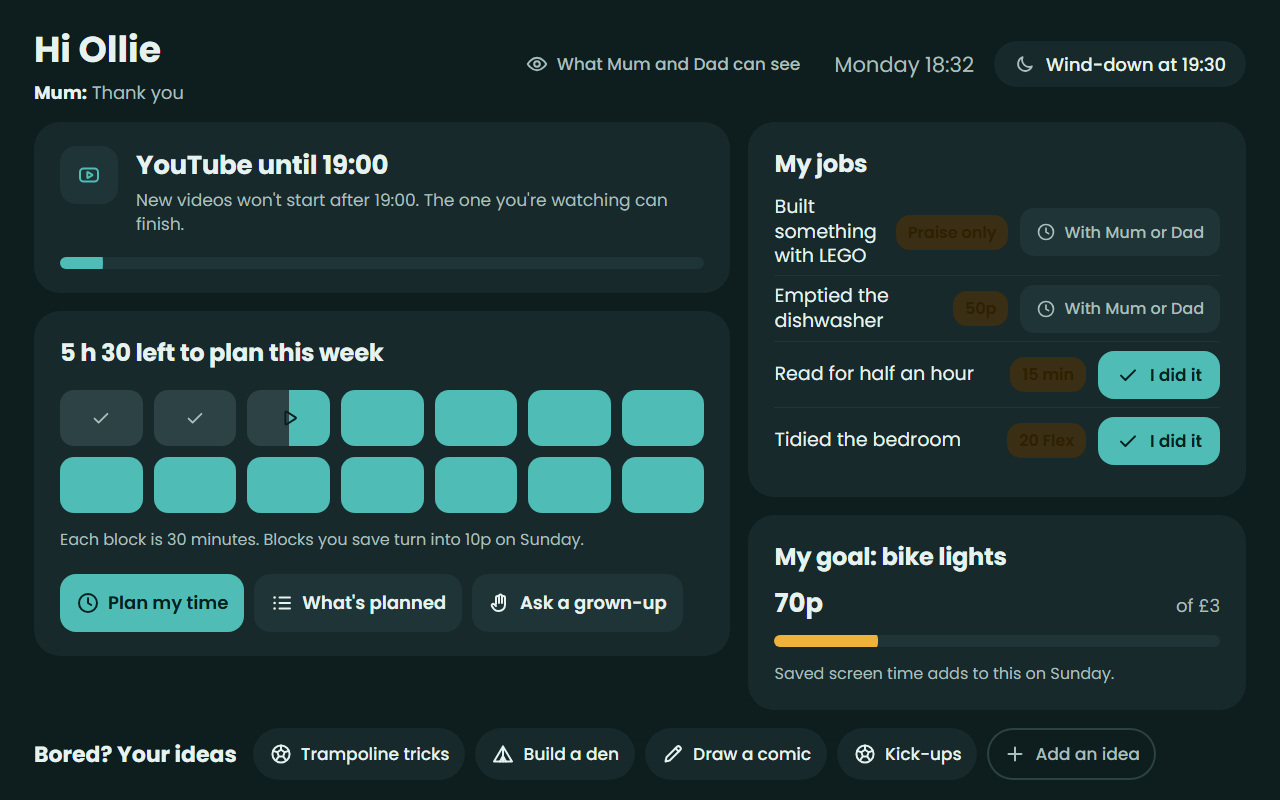 Hi Ollie
Mum: Thank you
What Mum and Dad can see
Monday 18:32
Wind-down at 19:30
YouTube until 19:00
New videos won't start after 19:00. The one you're watching can
finish.
5 h 30 left to plan this week
Each block is 30 minutes. Blocks you save turn into 10p on Sunday.
Plan my time
What's planned
Ask a grown-up
My jobs
Built
something
with LEGO
Praise only
With Mum or Dad
Emptied the
dishwasher
50p
With Mum or Dad
Read for half an hour
15 min
I did it
Tidied the bedroom
20 Flex
I did it
My goal: bike lights
70p
of £3
Saved screen time adds to this on Sunday.
Bored? Your ideas
Trampoline tricks
Build a den
Draw a comic
Kick-ups
Add an idea